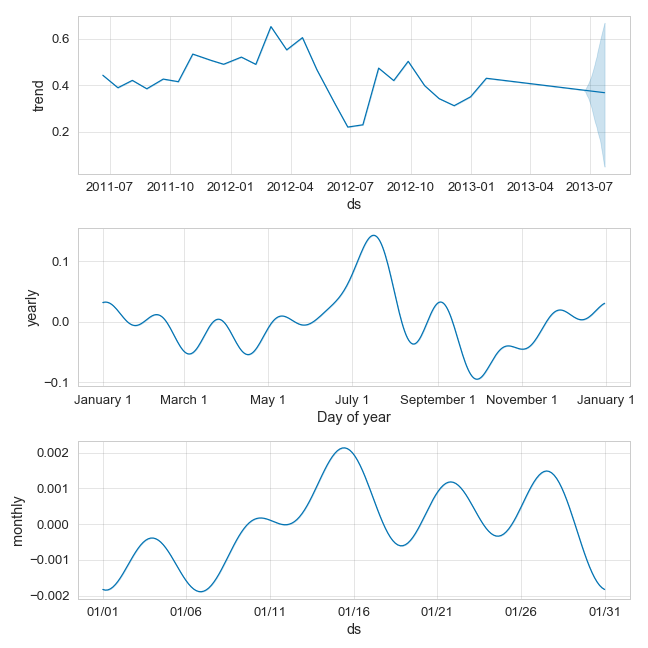 trend
0.6
0.4
0.2
2011-07 2011-10 2012-01 2012-04 2012-07 2012-10 2013-01 2013-04 2013-07
ds
yearly
0.1
0.0
−0.1
January 1 March 1 May 1 July 1 September 1 November 1 January 1
Day of year
monthly
0.002
0.001
0.000
−0.001
−0.002
01/01 01/06 01/11 01/16 01/21 01/26 01/31
ds